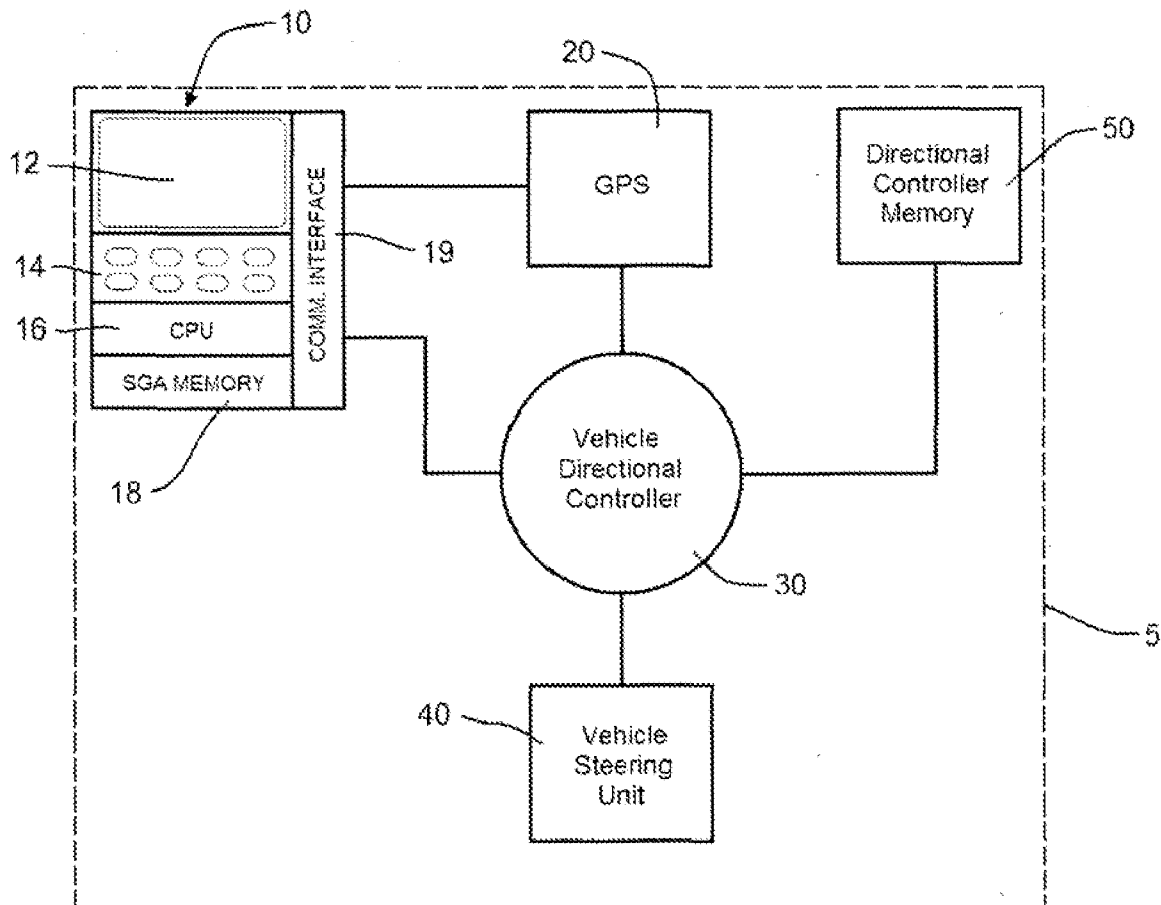 10
20
50
12
GPS
Directional
Controller
Memory
COMM. INTERFACE
19
14
16
CPU
SGA MEMORY
18
Vehicle
Directional
Controller
30
5
40
Vehicle
Steering
Unit